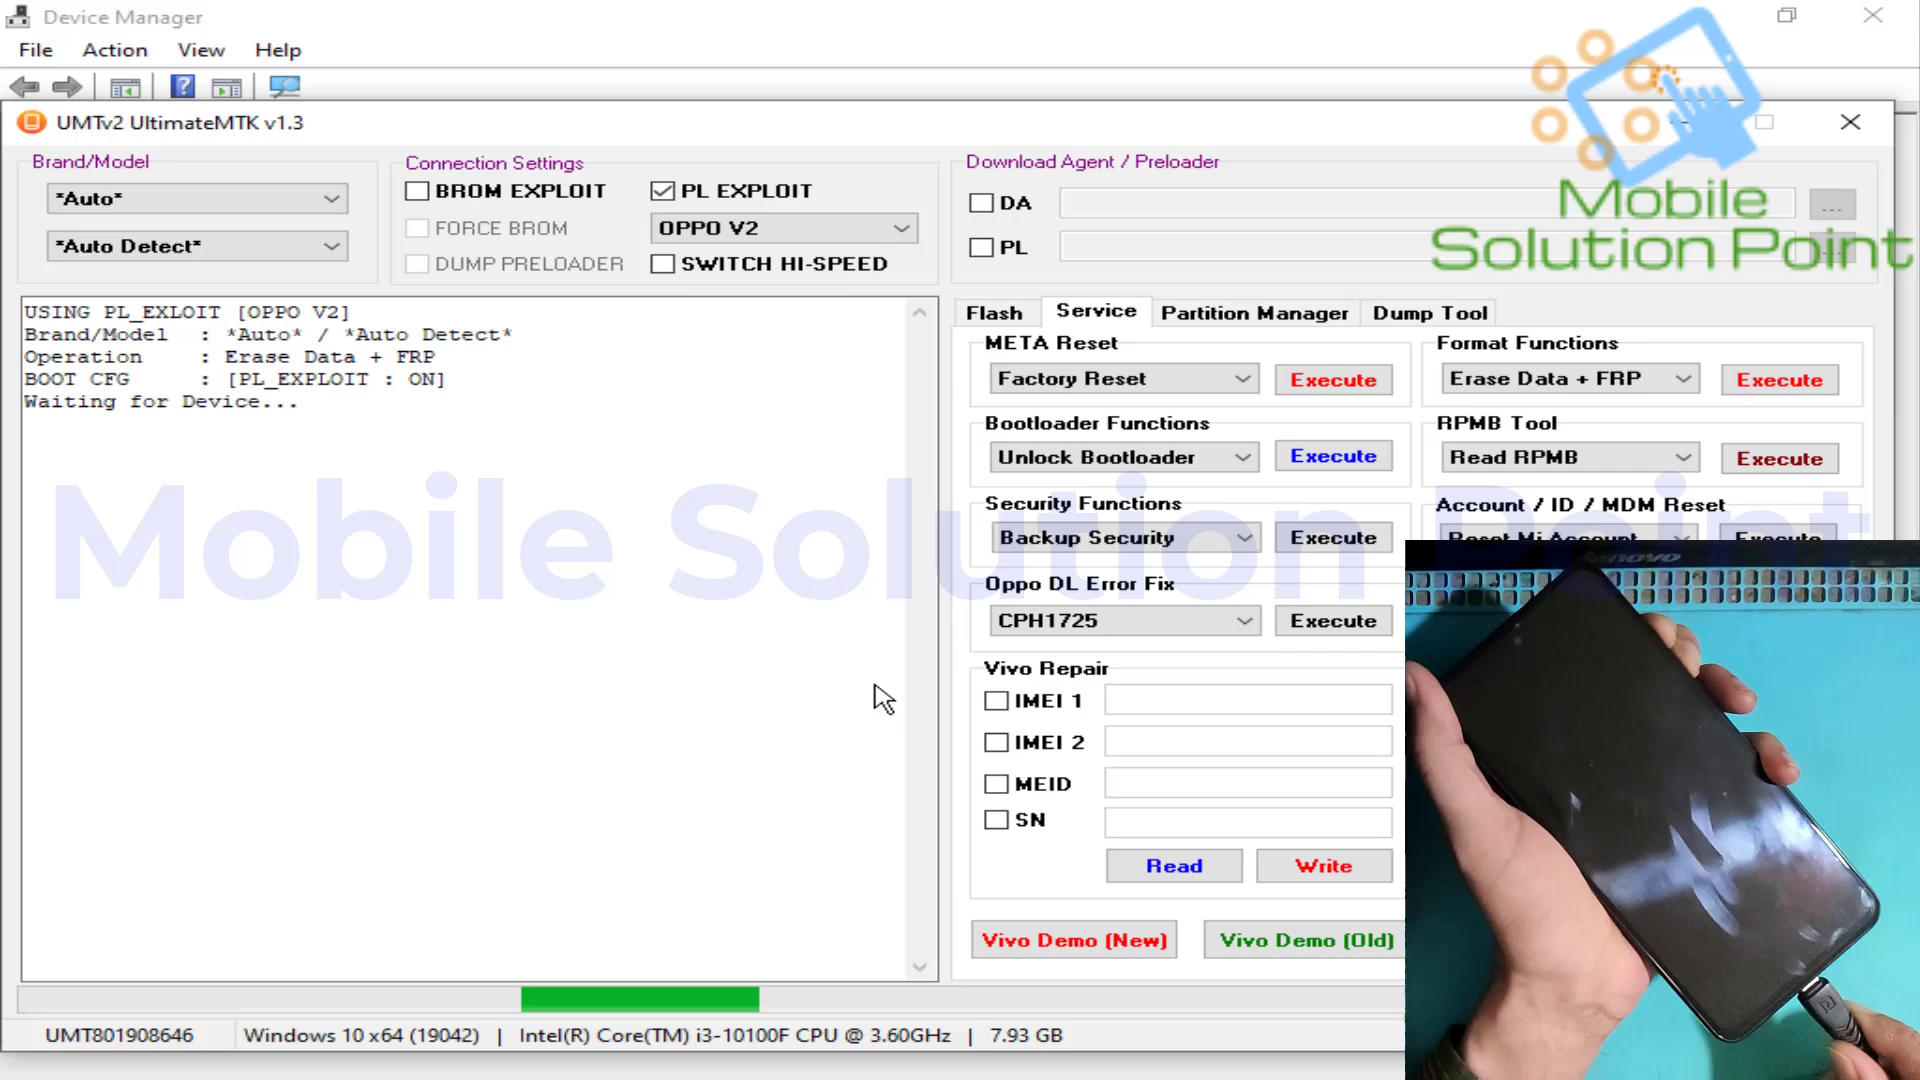 Device Manager
File Action View Help
UMTv2 UltimateMTK v1.3
Brand/Model
*Auto*
*Auto Detect*
Connection Settings
BROM EXPLOIT
PL EXPLOIT
FORCE BROM
OPPO V2
DUMP PRELOADER
SWITCH HI-SPEED
Download Agent / Preloader
DA
...
PL
Mobile
Solution Point
USING PL_EXLOIT [OPPO V2]
Brand/Model : *Auto* / *Auto Detect*
Operation : Erase Data + FRP
BOOT CFG : [PL_EXPLOIT : ON]
Waiting for Device...
Flash Service Partition Manager Dump Tool
META Reset
Factory Reset Execute
Format Functions
Erase Data + FRP Execute
Bootloader Functions
Unlock Bootloader Execute
RPMB Tool
Read RPMB Execute
Security Functions
Backup Security Execute
Account / ID / MDM Reset
Reset Mi Account Execute
Oppo DL Error Fix
CPH1725 Execute
Vivo Repair
IMEI 1
IMEI 2
MEID
SN
Read Write
Vivo Demo (New) Vivo Demo (Old)
Mobile Solution Point
lenovo
UMT801908646 Windows 10 x64 (19042) | Intel(R) Core(TM) i3-10100F CPU @ 3.60GHz | 7.93 GB